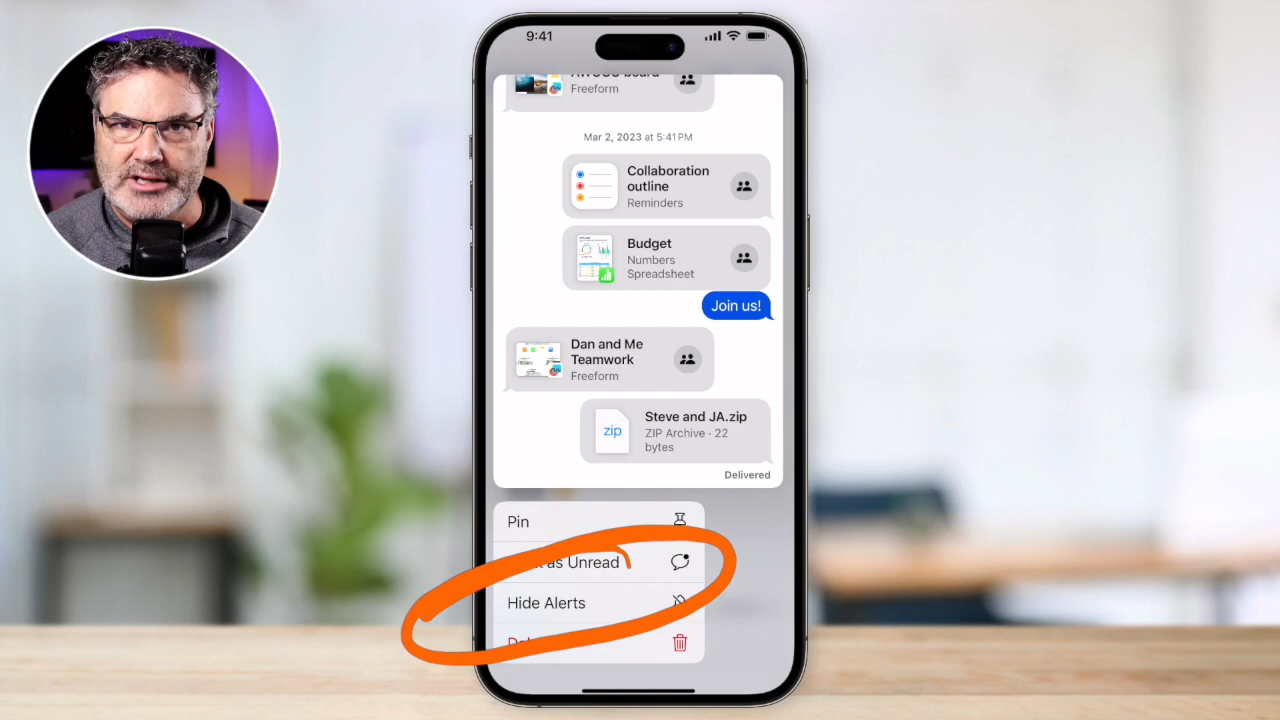 9:41
Freeform
Mar 2, 2023 at 5:41 PM
Collaboration
outline
Reminders
Budget
Numbers
Spreadsheet
Join us!
Dan and Me
Teamwork
Freeform
zip
Steve and JA.zip
ZIP Archive · 22
bytes
Delivered
Pin
as Unread
Hide Alerts